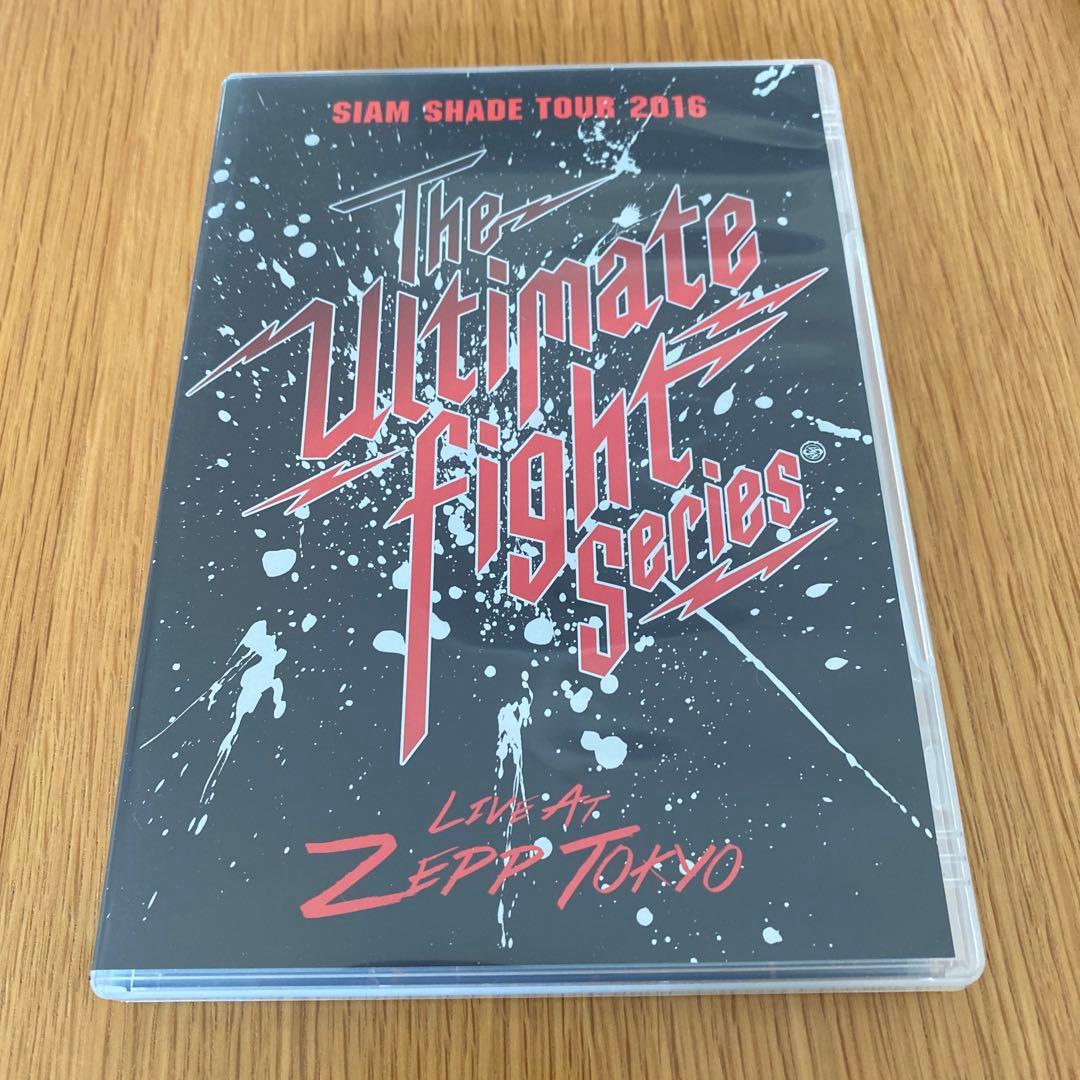 SIAM SHADE TOUR 2016
The
Ultimate
fight
Series
LIVE AT
ZEPP TOKYO